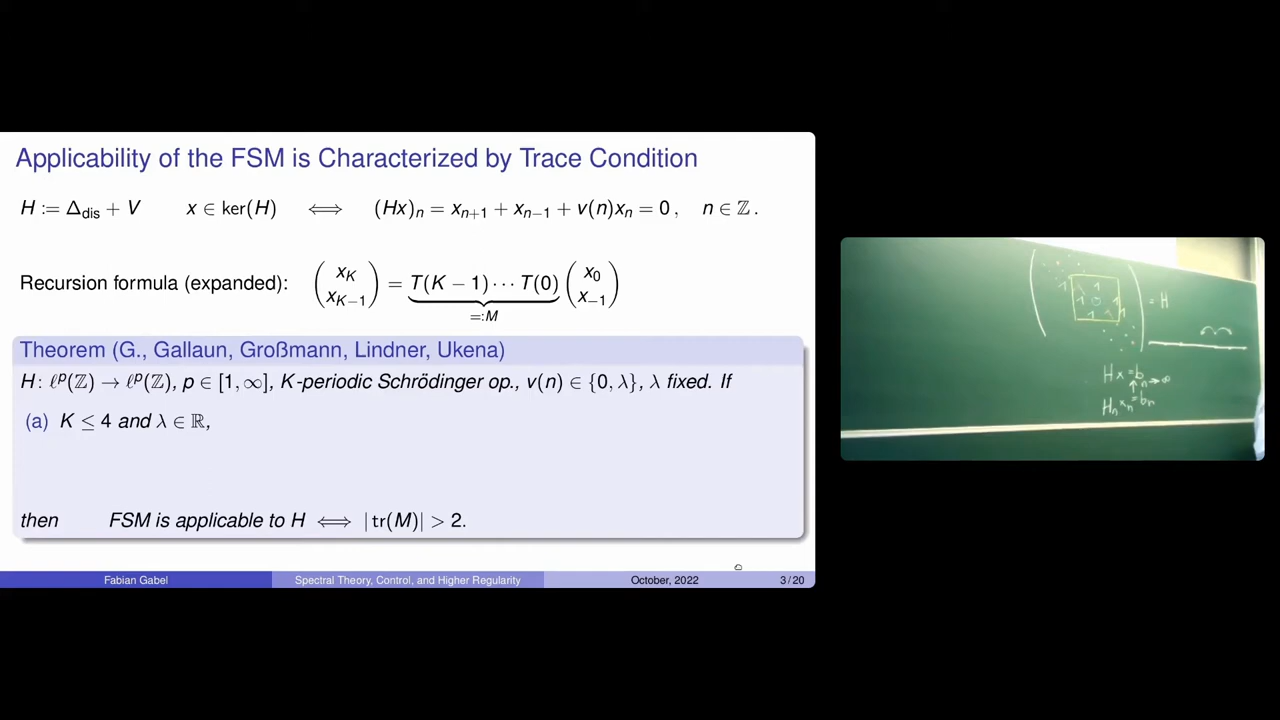 Applicability of the FSM is Characterized by Trace Condition
H := Δ_dis + V x ∈ ker(H) ⟺ (Hx)_n = x_{n+1} + x_{n−1} + v(n)x_n = 0 , n ∈ ℤ .
Recursion formula (expanded): (x_K x_{K−1}) = T(K − 1) ⋯ T(0) (x_0 x_{−1})
=:M
Theorem (G., Gallaun, Großmann, Lindner, Ukena)
H: ℓ^p(ℤ) → ℓ^p(ℤ), p ∈ [1, ∞], K-periodic Schrödinger op., v(n) ∈ {0, λ}, λ fixed. If
(a) K ≤ 4 and λ ∈ ℝ,
then FSM is applicable to H ⟺ |tr(M)| > 2.
Fabian Gabel Spectral Theory, Control, and Higher Regularity October, 2022 3 / 20
= H
H x = b
n→∞
H_n x_n = b_n